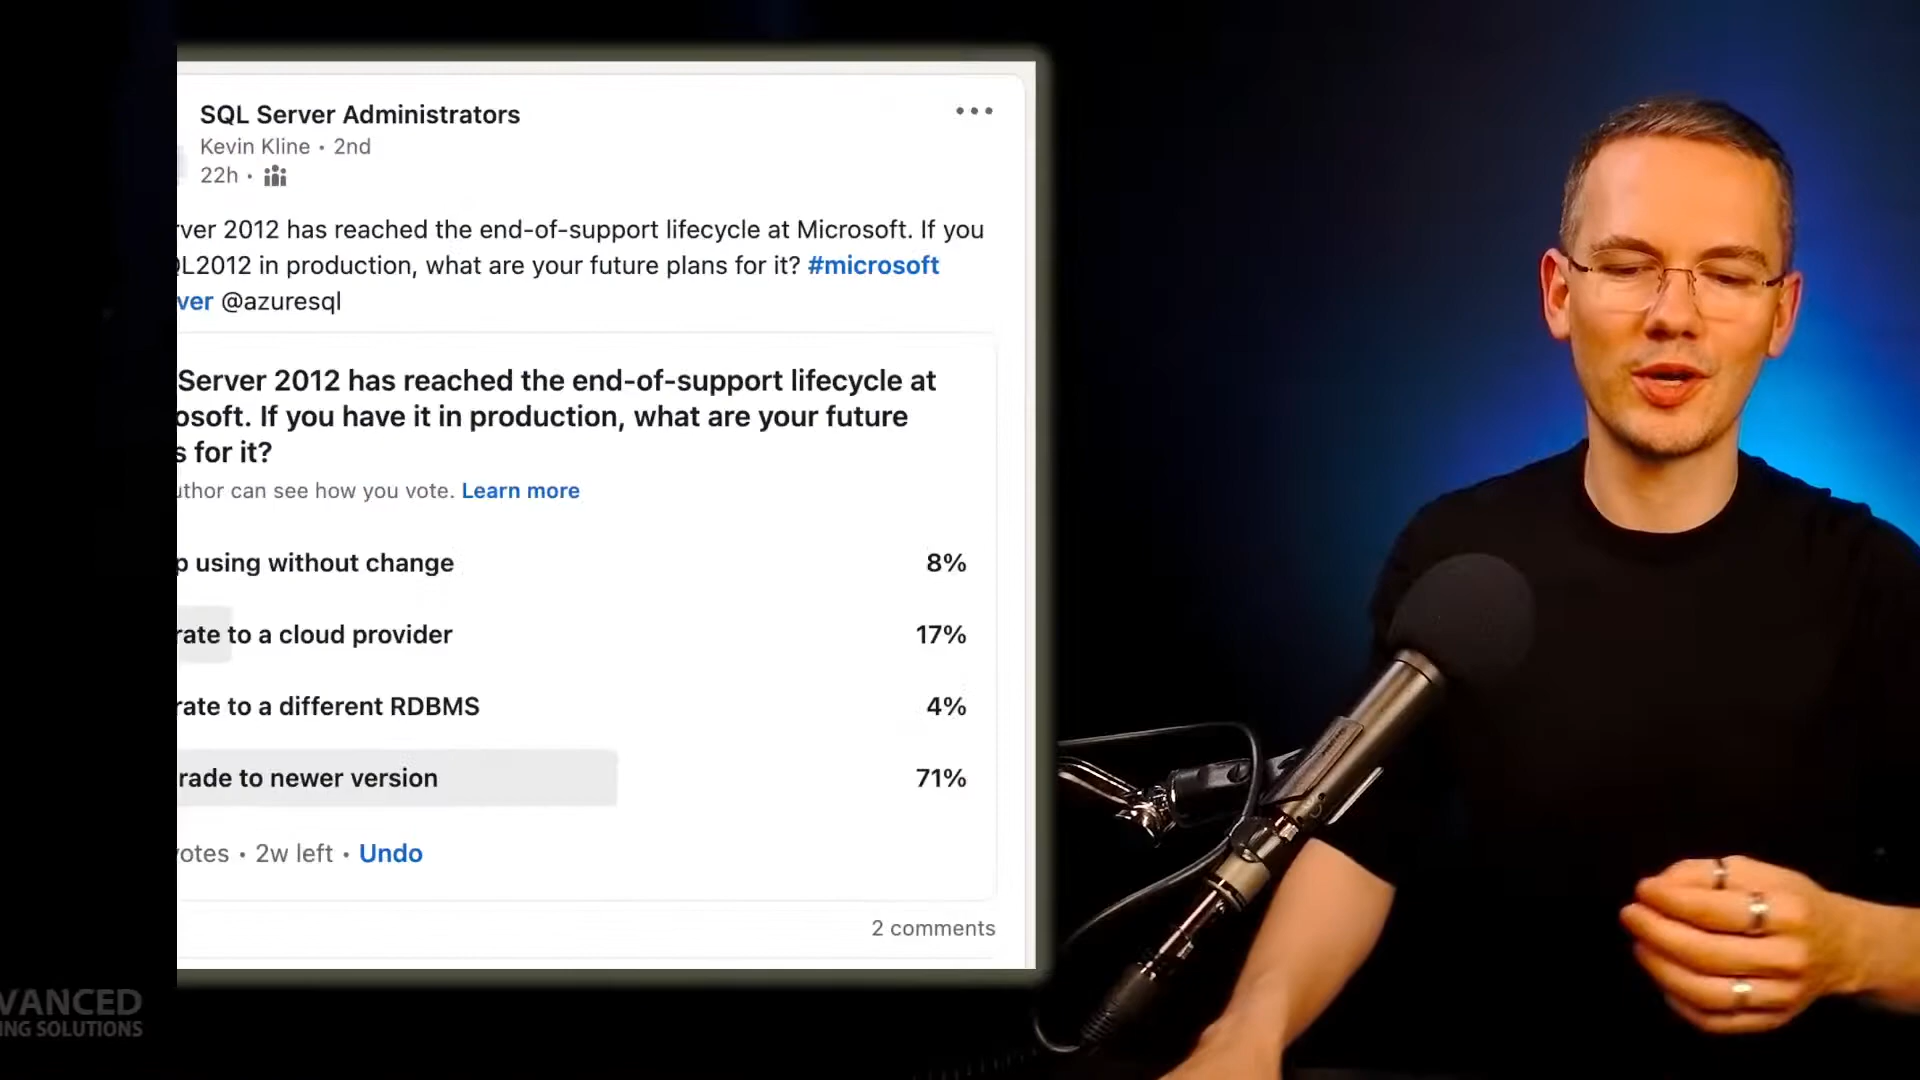 SQL Server Administrators
Kevin Kline • 2nd
22h •
rver 2012 has reached the end-of-support lifecycle at Microsoft. If you
QL2012 in production, what are your future plans for it? #microsoft
ver @azuresql
Server 2012 has reached the end-of-support lifecycle at
osoft. If you have it in production, what are your future
s for it?
uthor can see how you vote. Learn more
p using without change 8%
rate to a cloud provider 17%
rate to a different RDBMS 4%
rade to newer version 71%
votes • 2w left • Undo
2 comments
VANCED
ING SOLUTIONS